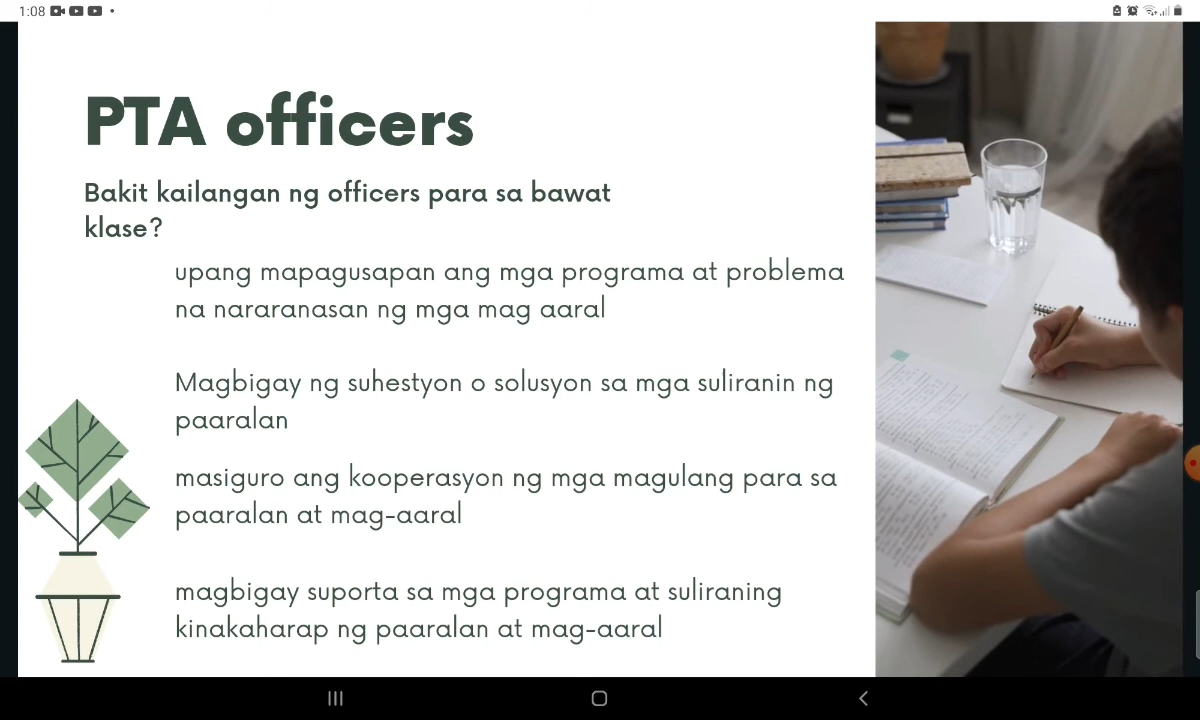 1:08
PTA officers
Bakit kailangan ng officers para sa bawat
klase?
upang mapagusapan ang mga programa at problema
na nararanasan ng mga mag aaral
Magbigay ng suhestyon o solusyon sa mga suliranin ng
paaralan
masiguro ang kooperasyon ng mga magulang para sa
paaralan at mag-aaral
magbigay suporta sa mga programa at suliraning
kinakaharap ng paaralan at mag-aaral